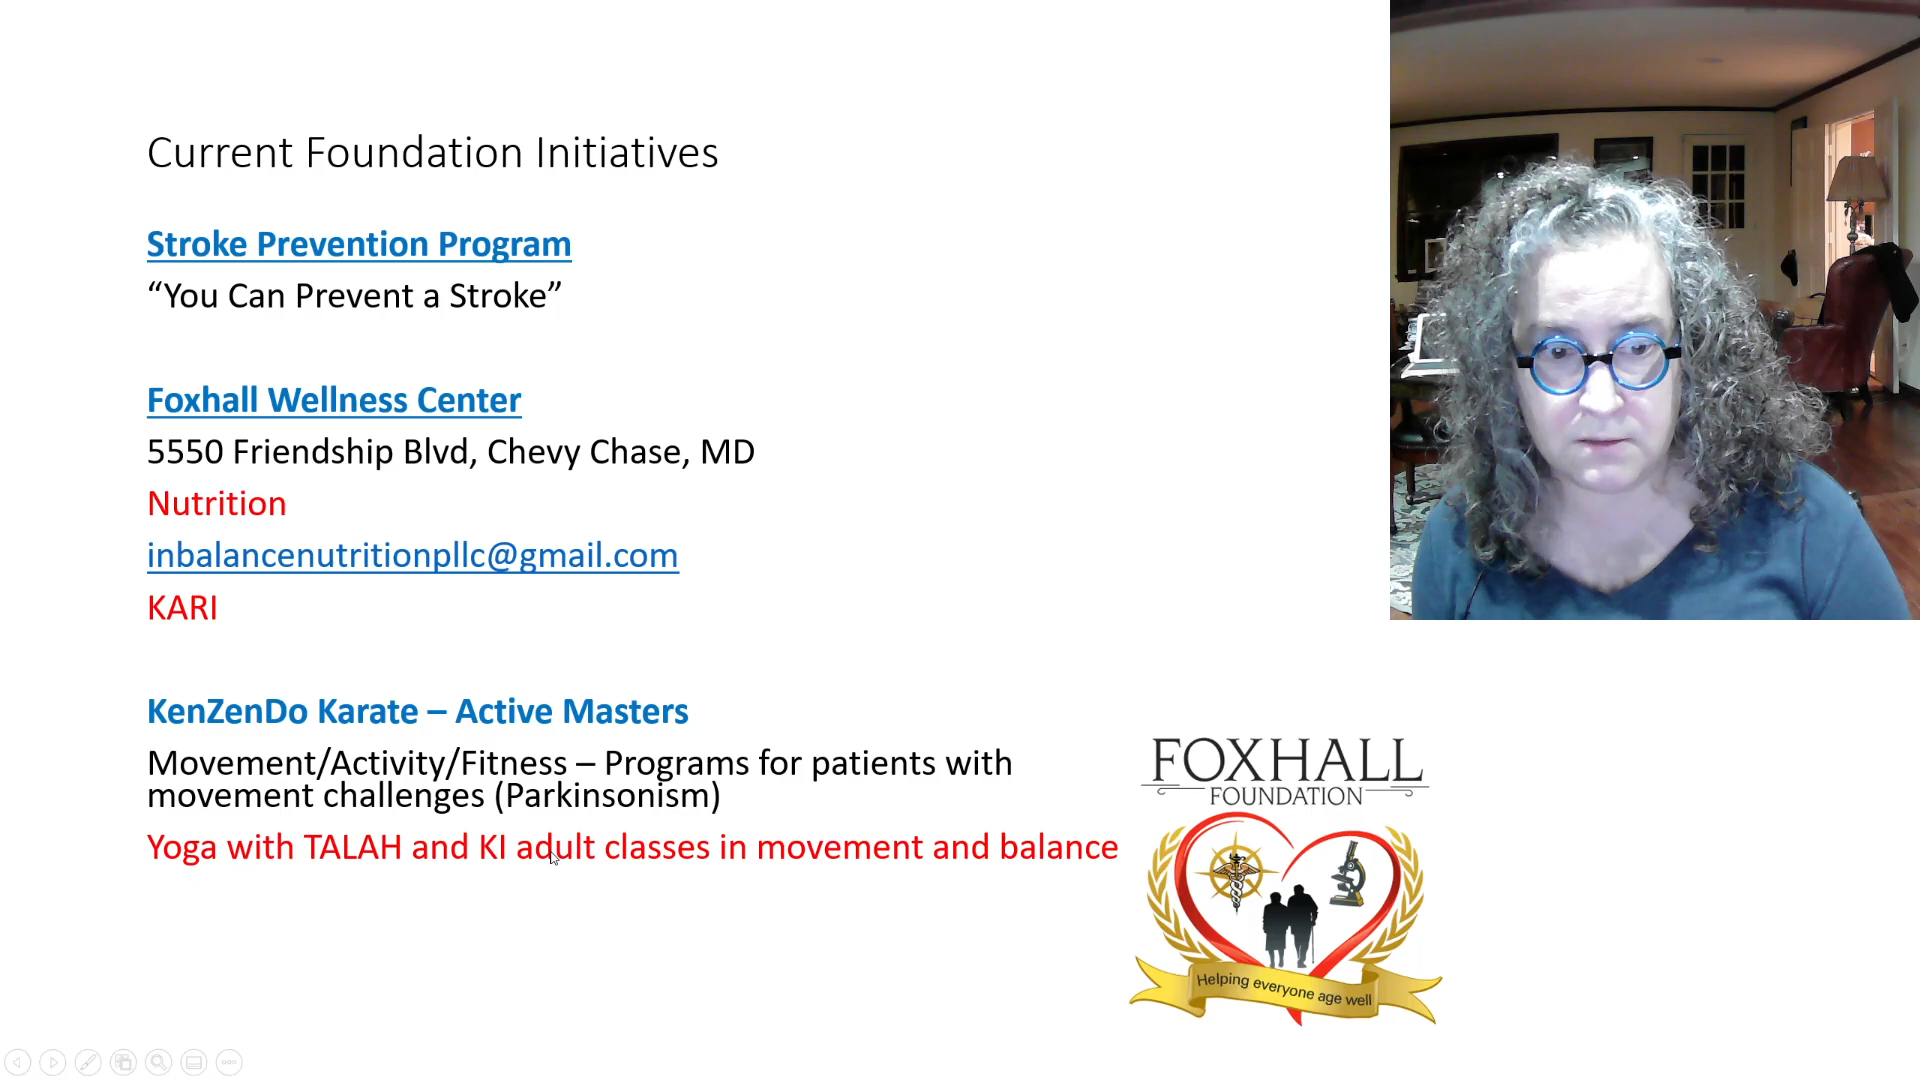 Current Foundation Initiatives
Stroke Prevention Program
“You Can Prevent a Stroke”
Foxhall Wellness Center
5550 Friendship Blvd, Chevy Chase, MD
Nutrition
inbalancenutritionpllc@gmail.com
KARI
KenZenDo Karate – Active Masters
Movement/Activity/Fitness – Programs for patients with
movement challenges (Parkinsonism)
Yoga with TALAH and KI adult classes in movement and balance
FOXHALL
FOUNDATION
Helping everyone age well